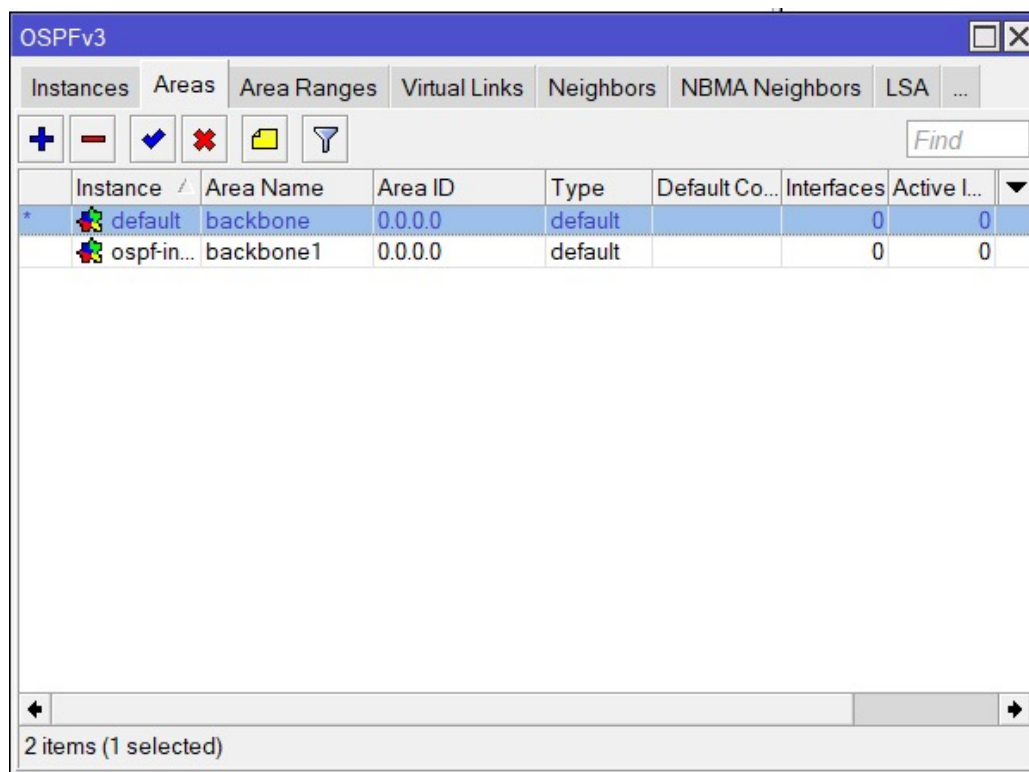 OSPFv3
Instances Areas Area Ranges Virtual Links Neighbors NBMA Neighbors LSA ...
Find
Instance Area Name Area ID Type Default Co... Interfaces Active I...
* default backbone 0.0.0.0 default 0 0
ospf-in... backbone1 0.0.0.0 default 0 0
2 items (1 selected)